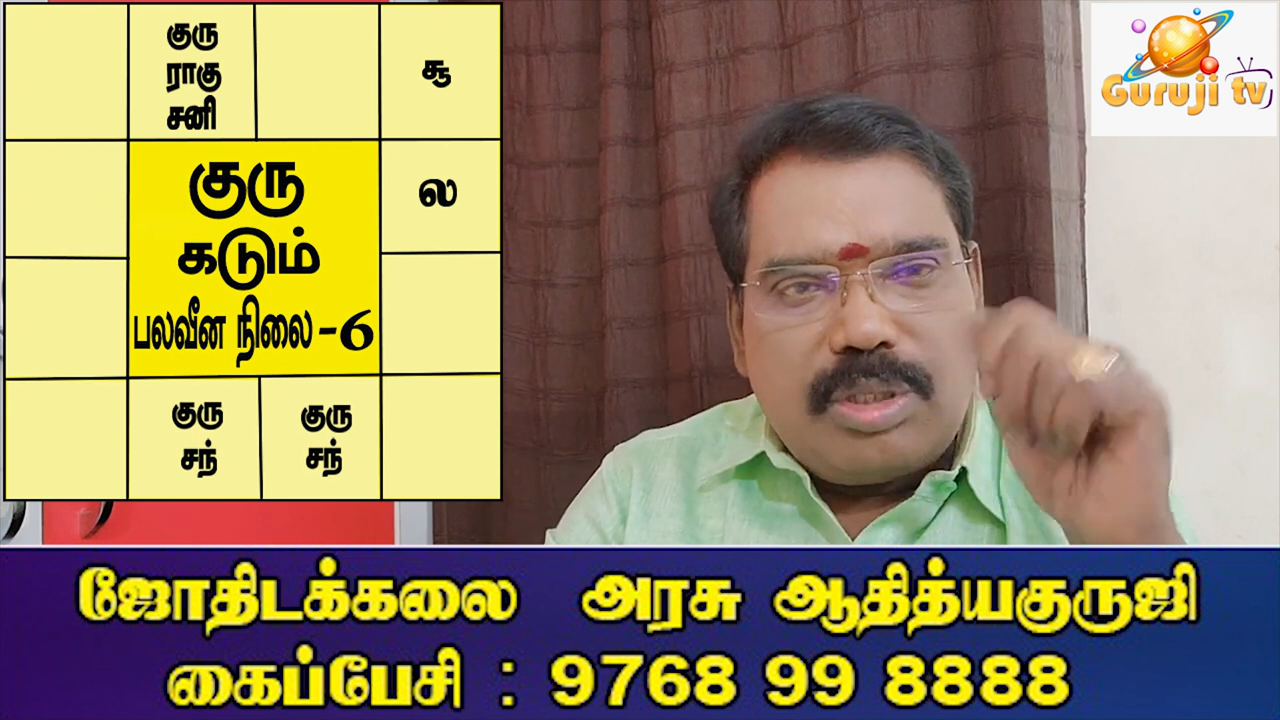 குரு
ராகு
சனி
சூ
குரு
கடும்
பலவீன நிலை -6
ல
குரு
சந்
குரு
சந்
Guruji tv
ஜோதிடக்கலை அரசு ஆதித்யகுருஜி
கைப்பேசி : 9768 99 8888